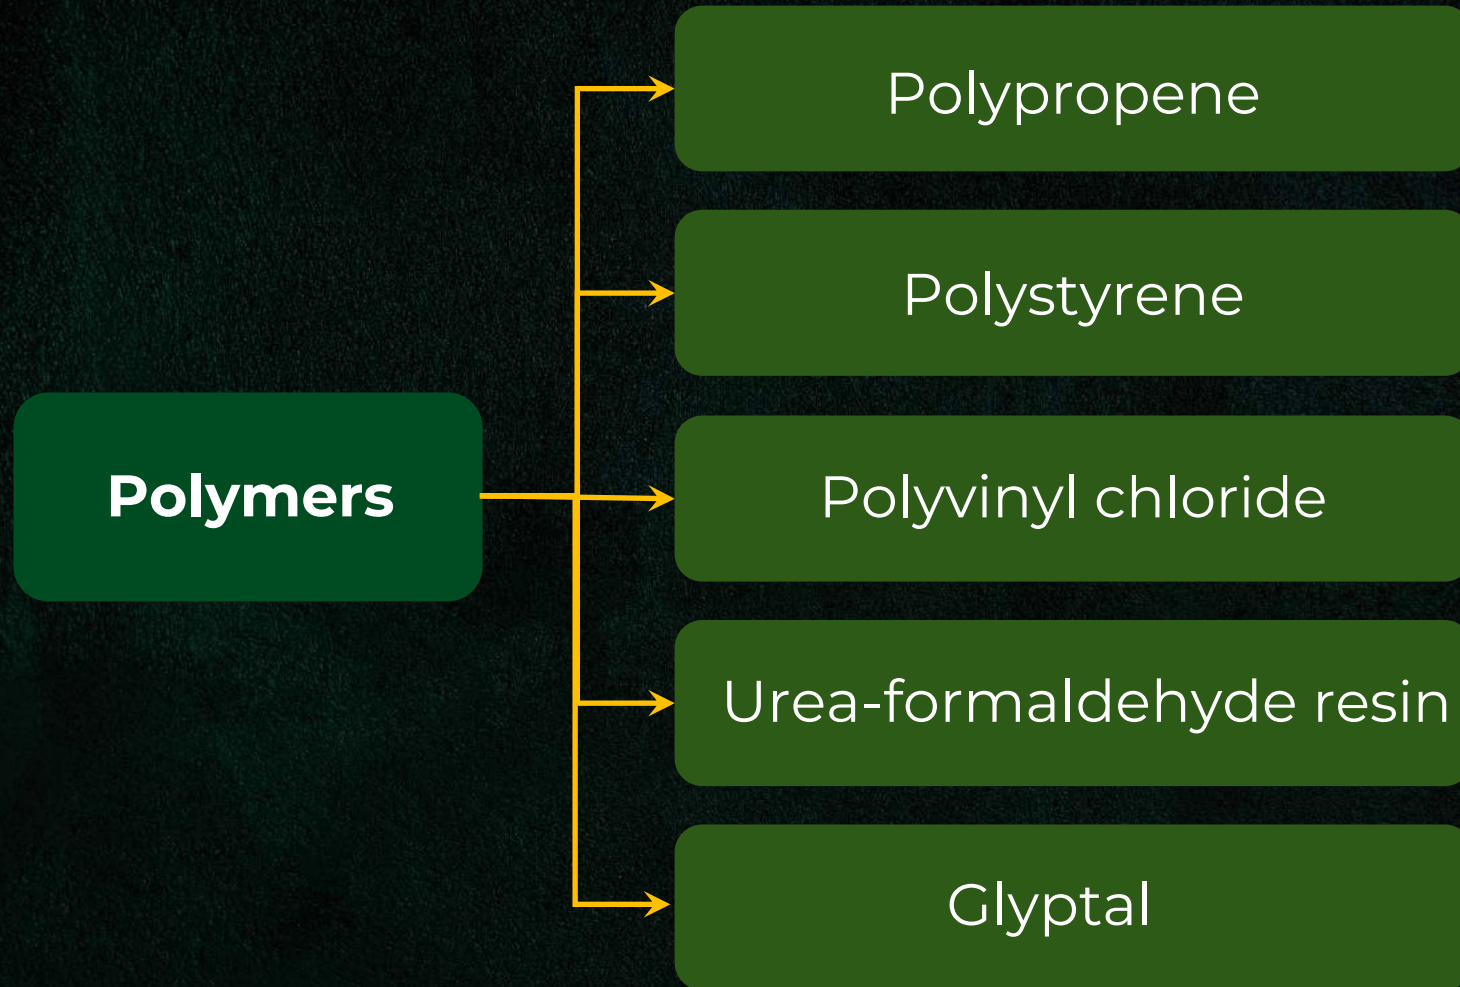 Polypropene
Polystyrene
Polymers
Polyvinyl chloride
Urea-formaldehyde resin
Glyptal